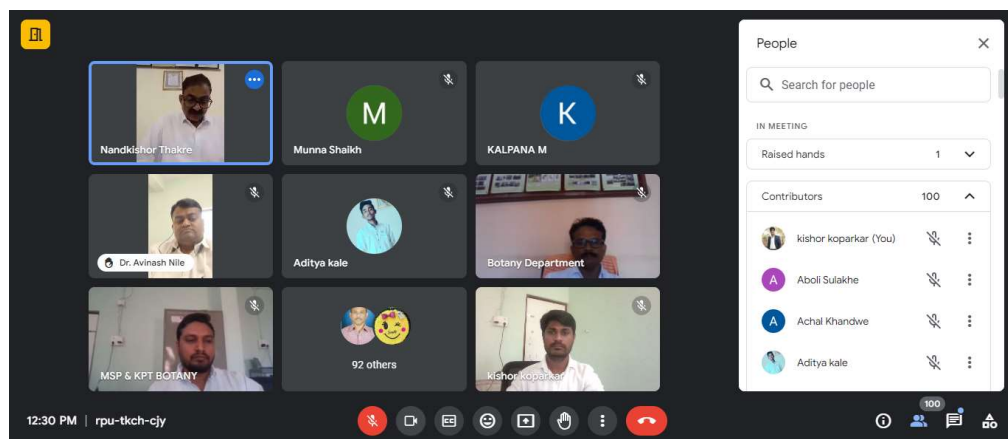 Nandkishor Thakre
M
Munna Shaikh
K
KALPANA M
Dr. Avinash Nile
Aditya kale
Botany Department
MSP & KPT BOTANY
92 others
kishor koparkar
People
Search for people
IN MEETING
Raised hands 1
Contributors 100
kishor koparkar (You)
A Aboli Sulakhe
A Achal Khandwe
Aditya kale
12:30 PM | rpu-tkch-cjy
CC
100